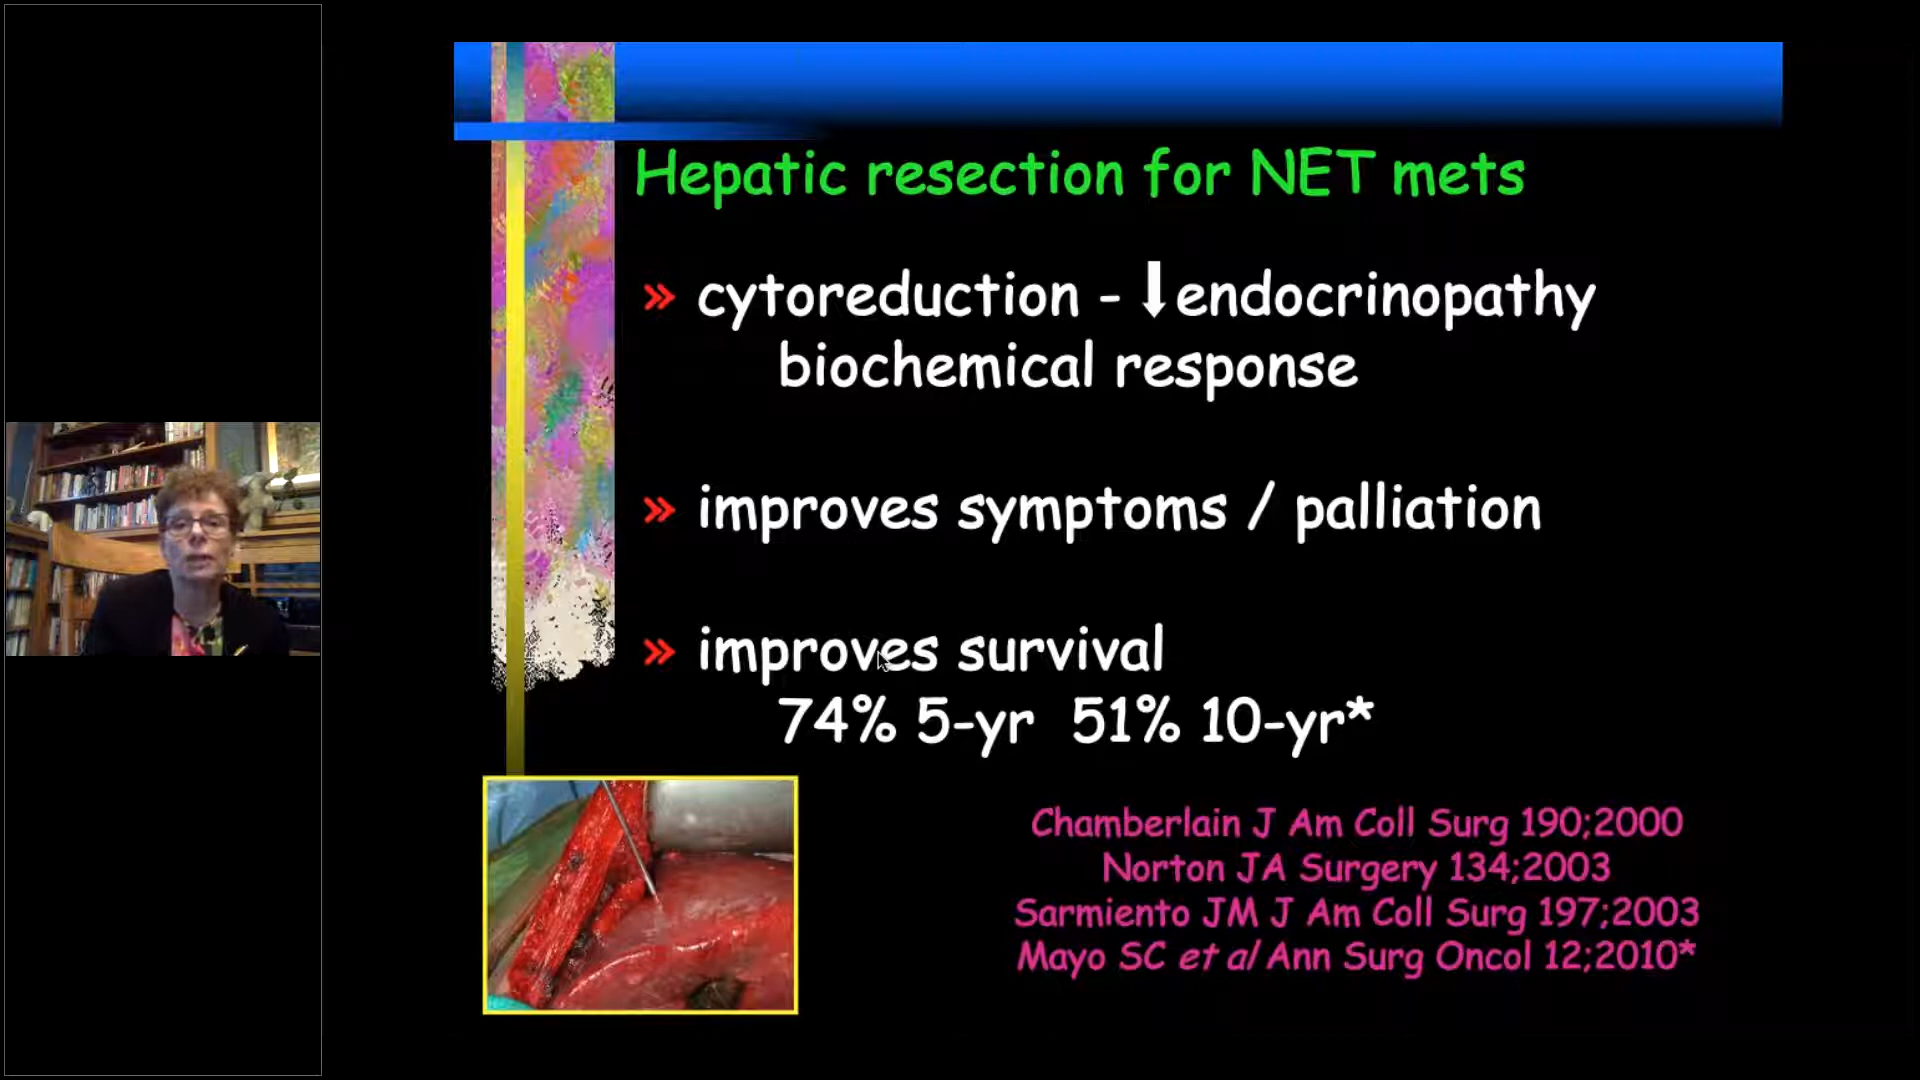 Hepatic resection for NET mets
» cytoreduction - ⬇endocrinopathy
biochemical response
» improves symptoms / palliation
» improves survival
74% 5-yr 51% 10-yr*
Chamberlain J Am Coll Surg 190;2000
Norton JA Surgery 134;2003
Sarmiento JM J Am Coll Surg 197;2003
Mayo SC et al Ann Surg Oncol 12;2010*